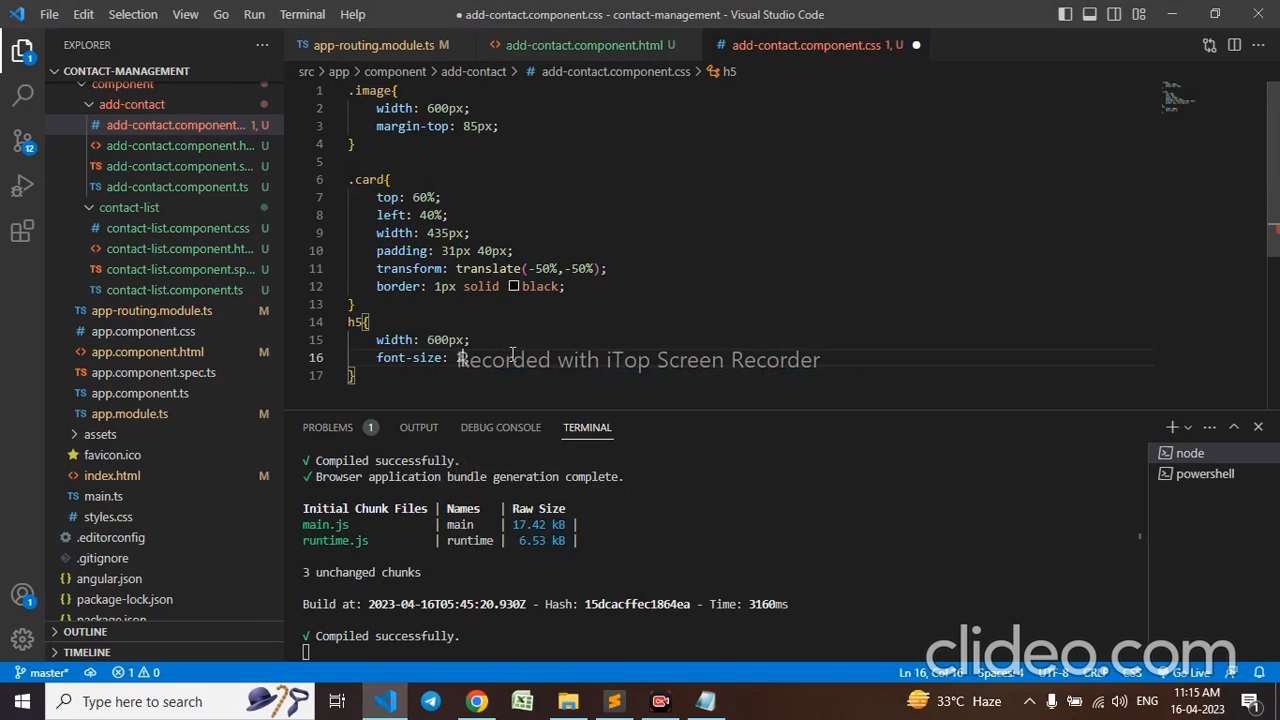 File Edit Selection View Go Run Terminal Help
● add-contact.component.css - contact-management - Visual Studio Code
EXPLORER
CONTACT-MANAGEMENT
component
add-contact
add-contact.component... 1, U
add-contact.component.h... U
add-contact.component.s... U
add-contact.component.ts U
contact-list
contact-list.component.css U
contact-list.component.ht... U
contact-list.component.sp... U
contact-list.component.ts U
app-routing.module.ts M
app.component.css
app.component.html M
app.component.spec.ts
app.component.ts
app.module.ts M
assets
favicon.ico
index.html M
main.ts
styles.css
.editorconfig
.gitignore
angular.json
package-lock.json
package.json
OUTLINE
TIMELINE
app-routing.module.ts M
add-contact.component.html U
add-contact.component.css 1, U ●
src > app > component > add-contact > # add-contact.component.css > h5
1 .image{
2 width: 600px;
3 margin-top: 85px;
4 }
5
6 .card{
7 top: 60%;
8 left: 40%;
9 width: 435px;
10 padding: 31px 40px;
11 transform: translate(-50%,-50%);
12 border: 1px solid black;
13 }
14 h5{
15 width: 600px;
16 font-size:
Recorded with iTop Screen Recorder
17 }
PROBLEMS 1 OUTPUT DEBUG CONSOLE TERMINAL
√ Compiled successfully.
√ Browser application bundle generation complete.
Initial Chunk Files | Names | Raw Size
main.js | main | 17.42 kB |
runtime.js | runtime | 6.53 kB |
3 unchanged chunks
Build at: 2023-04-16T05:45:20.930Z - Hash: 15dcacffec1864ea - Time: 3160ms
√ Compiled successfully.
node
powershell
clideo.com
1
12
1
master* 1 0
Ln 16, Col 16 Spaces: 4 UTF-8 CRLF CSS Go Live
Type here to search
33°C Haze
ENG
11:15 AM
16-04-2023
1